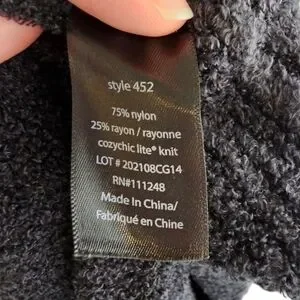 style 452
75% nylon
25% rayon / rayonne
cozychic lite® knit
LOT # 202108CG14
RN#111248
Made In China/
Fabriqué en Chine